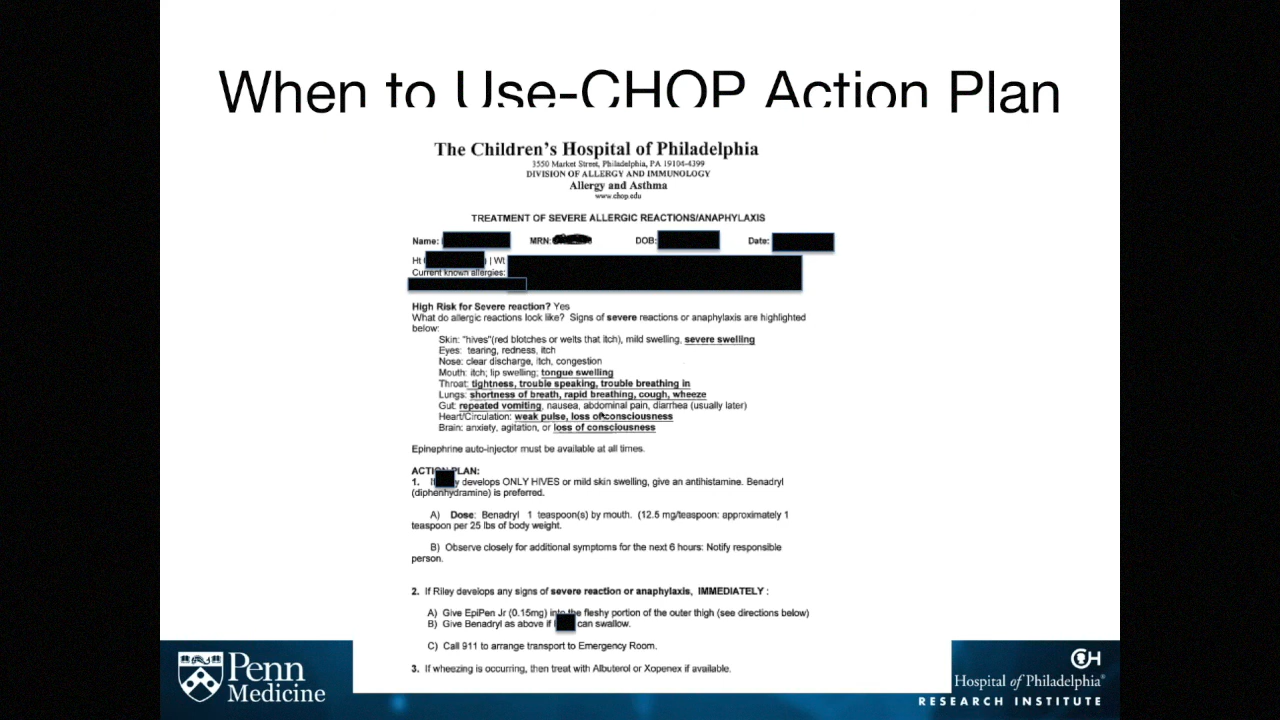 When to Use-CHOP Action Plan
The Children's Hospital of Philadelphia
3550 Market Street, Philadelphia, PA 19104-4399
DIVISION OF ALLERGY AND IMMUNOLOGY
Allergy and Asthma
www.chop.edu
TREATMENT OF SEVERE ALLERGIC REACTIONS/ANAPHYLAXIS
Name: MRN: DOB: Date:
Ht | Wt
Current known allergies:
High Risk for Severe reaction? Yes
What do allergic reactions look like? Signs of severe reactions or anaphylaxis are highlighted
below:
Skin: "hives"(red blotches or welts that itch), mild swelling, severe swelling
Eyes: tearing, redness, itch
Nose: clear discharge, itch, congestion
Mouth: itch; lip swelling; tongue swelling
Throat: tightness, trouble speaking, trouble breathing in
Lungs: shortness of breath, rapid breathing, cough, wheeze
Gut: repeated vomiting, nausea, abdominal pain, diarrhea (usually later)
Heart/Circulation: weak pulse, loss of consciousness
Brain: anxiety, agitation, or loss of consciousness
Epinephrine auto-injector must be available at all times.
ACTION PLAN:
1. develops ONLY HIVES or mild skin swelling, give an antihistamine. Benadryl
(diphenhydramine) is preferred.
A) Dose: Benadryl 1 teaspoon(s) by mouth. (12.5 mg/teaspoon: approximately 1
teaspoon per 25 lbs of body weight.
B) Observe closely for additional symptoms for the next 6 hours: Notify responsible
person.
2. If Riley develops any signs of severe reaction or anaphylaxis, IMMEDIATELY :
A) Give EpiPen Jr (0.15mg) into the fleshy portion of the outer thigh (see directions below)
B) Give Benadryl as above if can swallow.
C) Call 911 to arrange transport to Emergency Room.
3. If wheezing is occurring, then treat with Albuterol or Xopenex if available.
Penn
Medicine
Hospital of Philadelphia
RESEARCH INSTITUTE